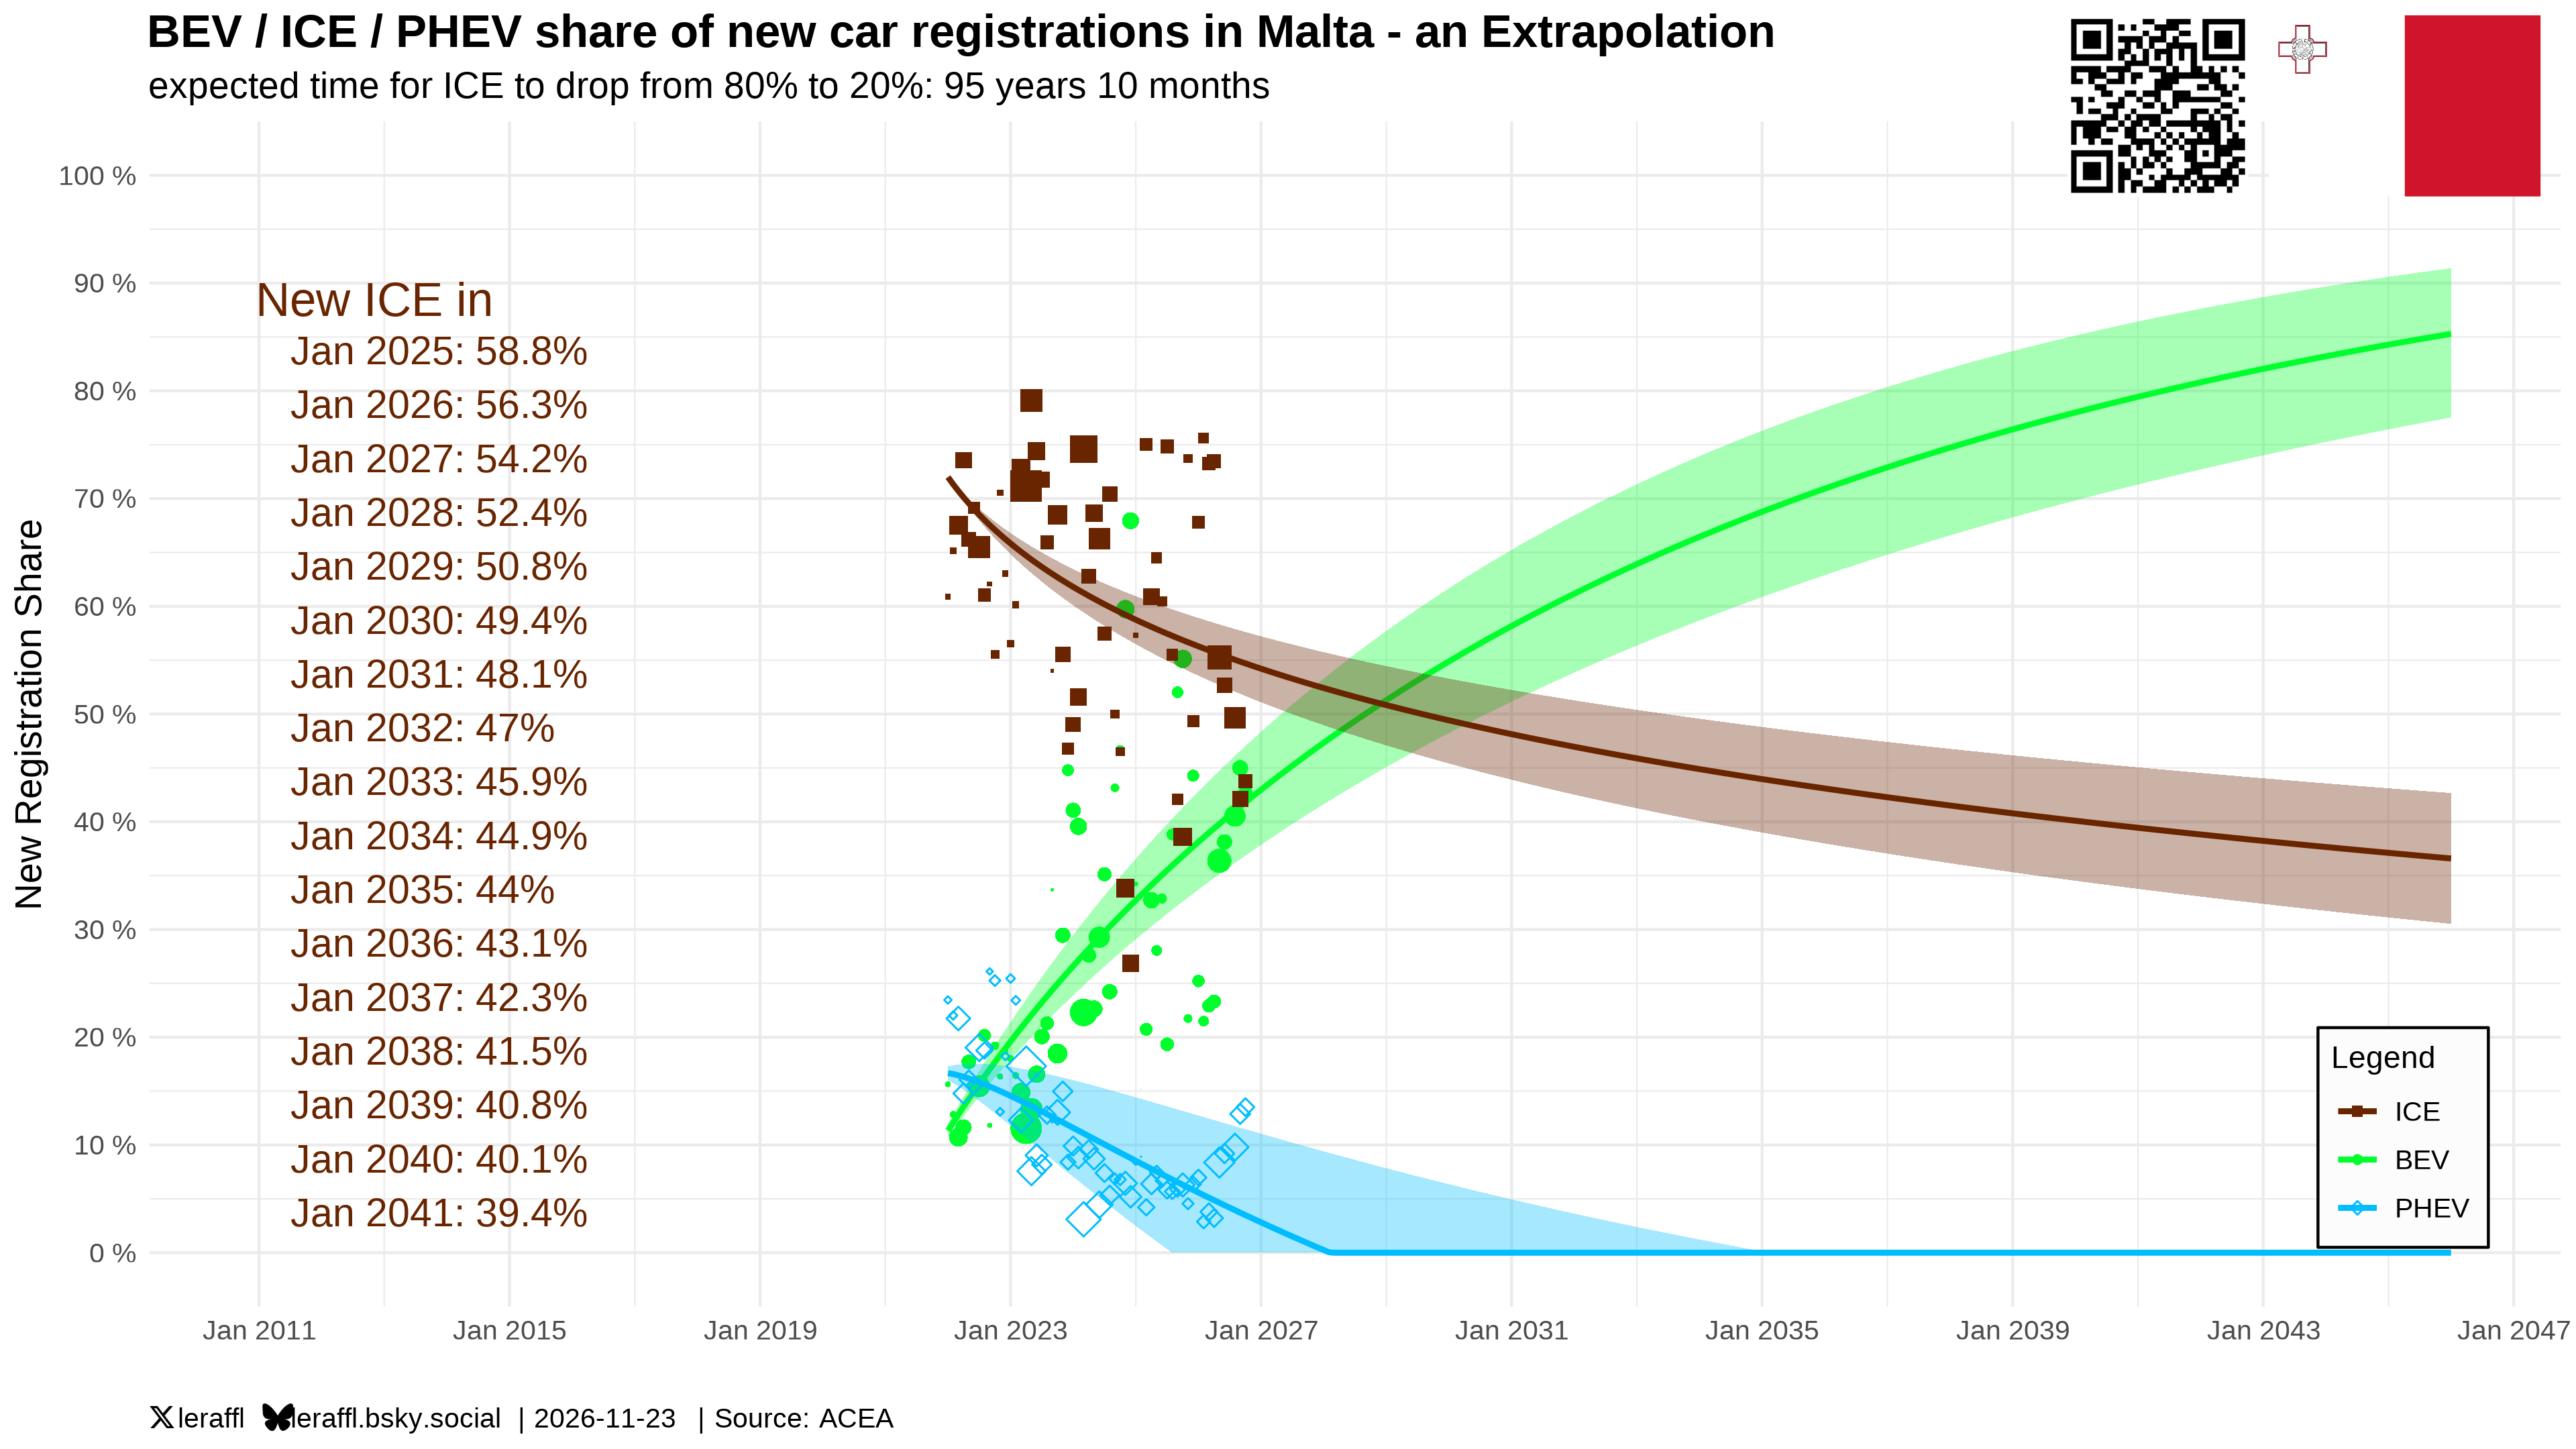 BEV / ICE / PHEV share of new car registrations in Malta - an Extrapolation
expected time for ICE to drop from 80% to 20%: 95 years 10 months
New Registration Share
100 %
90 %
80 %
70 %
60 %
50 %
40 %
30 %
20 %
10 %
0 %
New ICE in
Jan 2025: 58.8%
Jan 2026: 56.3%
Jan 2027: 54.2%
Jan 2028: 52.4%
Jan 2029: 50.8%
Jan 2030: 49.4%
Jan 2031: 48.1%
Jan 2032: 47%
Jan 2033: 45.9%
Jan 2034: 44.9%
Jan 2035: 44%
Jan 2036: 43.1%
Jan 2037: 42.3%
Jan 2038: 41.5%
Jan 2039: 40.8%
Jan 2040: 40.1%
Jan 2041: 39.4%
Legend
ICE
BEV
PHEV
Jan 2011 Jan 2015 Jan 2019 Jan 2023 Jan 2027 Jan 2031 Jan 2035 Jan 2039 Jan 2043 Jan 2047
leraffl leraffl.bsky.social | 2026-11-23 | Source: ACEA